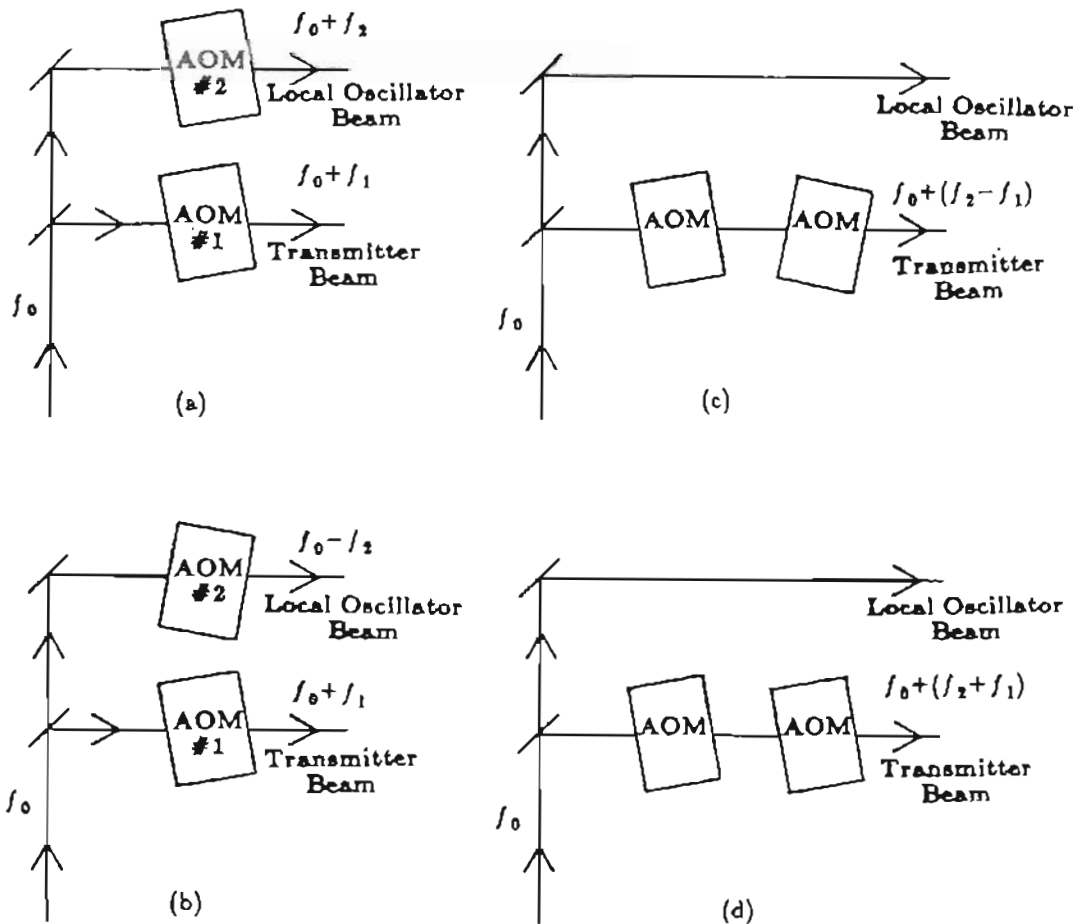 f₀+f₂
AOM
#2
Local Oscillator
Beam
f₀+f₁
AOM
#1
Transmitter
Beam
f₀
(a)
Local Oscillator
Beam
f₀+(f₂−f₁)
AOM
AOM
Transmitter
Beam
f₀
(c)
f₀−f₂
AOM
#2
Local Oscillator
Beam
f₀+f₁
AOM
#1
Transmitter
Beam
f₀
(b)
Local Oscillator
Beam
f₀+(f₂+f₁)
AOM
AOM
Transmitter
Beam
f₀
(d)